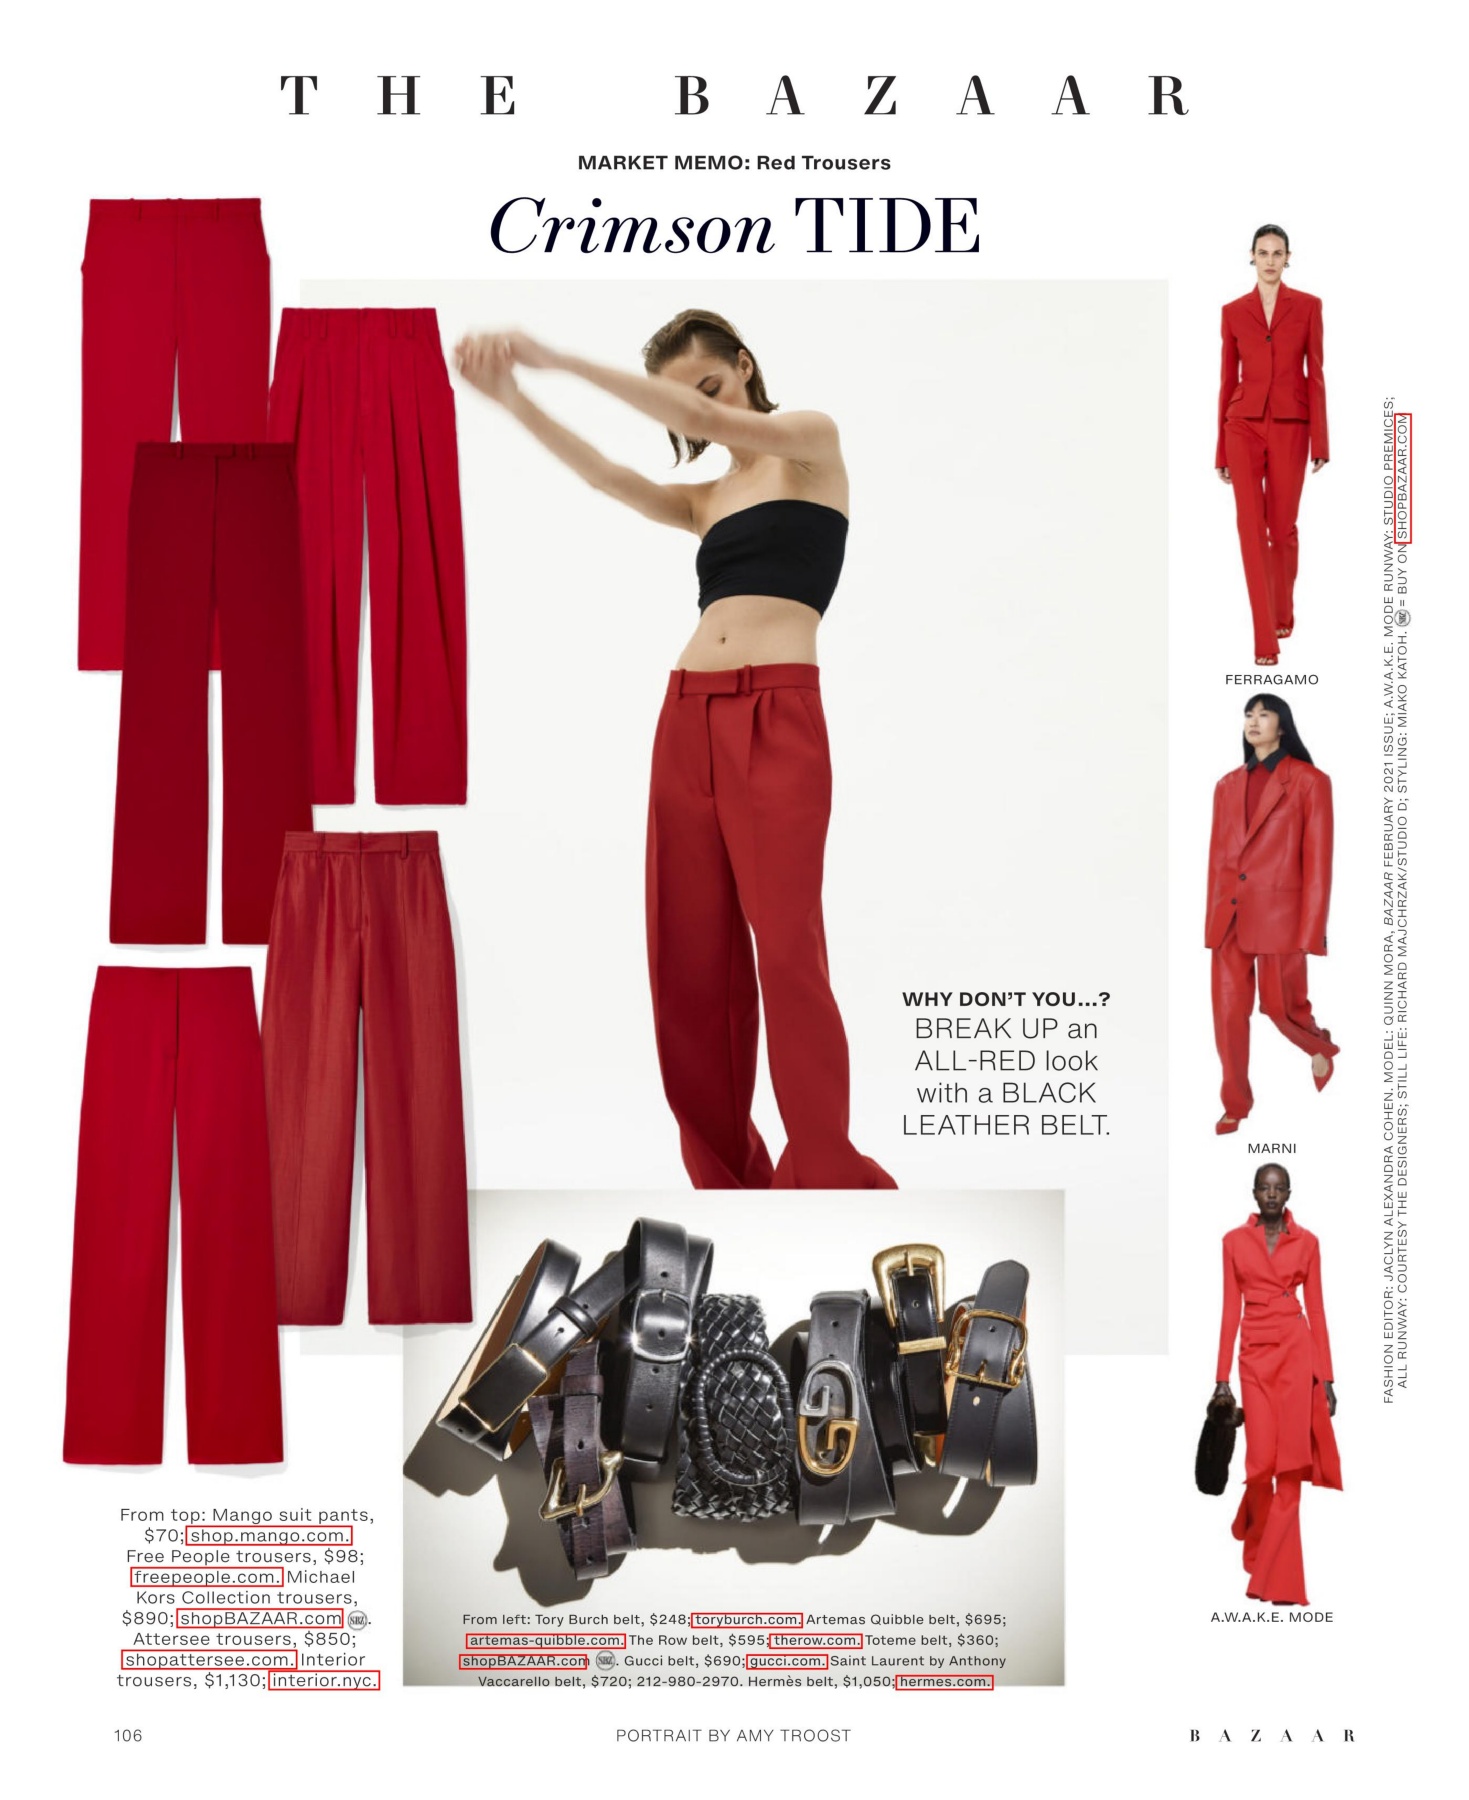 THE BAZAAR
MARKET MEMO: Red Trousers
Crimson TIDE
FERRAGAMO
MARNI
A.W.A.K.E. MODE
WHY DON'T YOU...?
BREAK UP an
ALL-RED look
with a BLACK
LEATHER BELT.
From top: Mango suit pants,
$70; shop.mango.com.
Free People trousers, $98;
freepeople.com. Michael
Kors Collection trousers,
$890; shopBAZAAR.com SBZ.
Attersee trousers, $850;
shopattersee.com. Interior
trousers, $1,130; interior.nyc.
From left: Tory Burch belt, $248; toryburch.com. Artemas Quibble belt, $695;
artemas-quibble.com. The Row belt, $595; therow.com. Toteme belt, $360;
shopBAZAAR.com SBZ. Gucci belt, $690; gucci.com. Saint Laurent by Anthony
Vaccarello belt, $720; 212-980-2970. Hermès belt, $1,050; hermes.com.
FASHION EDITOR: JACLYN ALEXANDRA COHEN. MODEL: QUINN MORA, BAZAAR FEBRUARY 2021 ISSUE; A.W.A.K.E. MODE RUNWAY: STUDIO PREMICES;
ALL RUNWAY: COURTESY THE DESIGNERS; STILL LIFE: RICHARD MAJCHRZAK/STUDIO D; STYLING: MIAKO KATOH. SBZ = BUY ON SHOPBAZAAR.COM
106
PORTRAIT BY AMY TROOST
BAZAAR